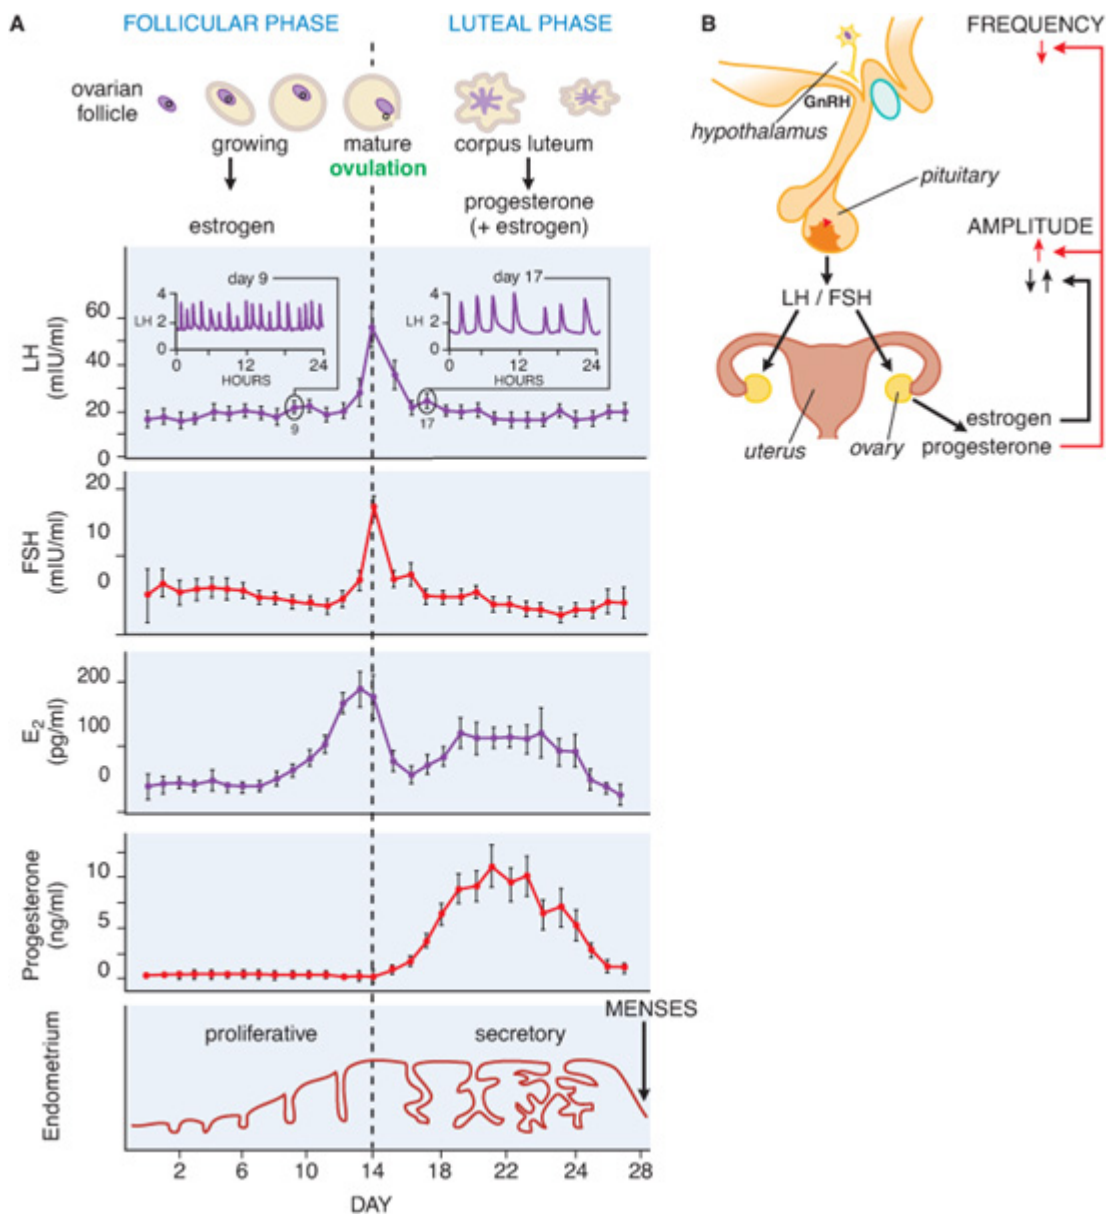 A
FOLLICULAR PHASE
LUTEAL PHASE
ovarian
follicle
growing
mature
ovulation
corpus luteum
estrogen
progesterone
(+ estrogen)
LH
(mIU/ml)
60
40
20
0
day 9
4
LH 2
0
0 12 24
HOURS
day 17
4
LH 2
0
0 12 24
HOURS
9
17
FSH
(mIU/ml)
20
10
0
E2
(pg/ml)
200
100
0
Progesterone
(ng/ml)
10
5
0
MENSES
Endometrium
proliferative
secretory
2 6 10 14 18 22 24 28
DAY
B
FREQUENCY
GnRH
hypothalamus
pituitary
AMPLITUDE
LH / FSH
estrogen
progesterone
uterus
ovary